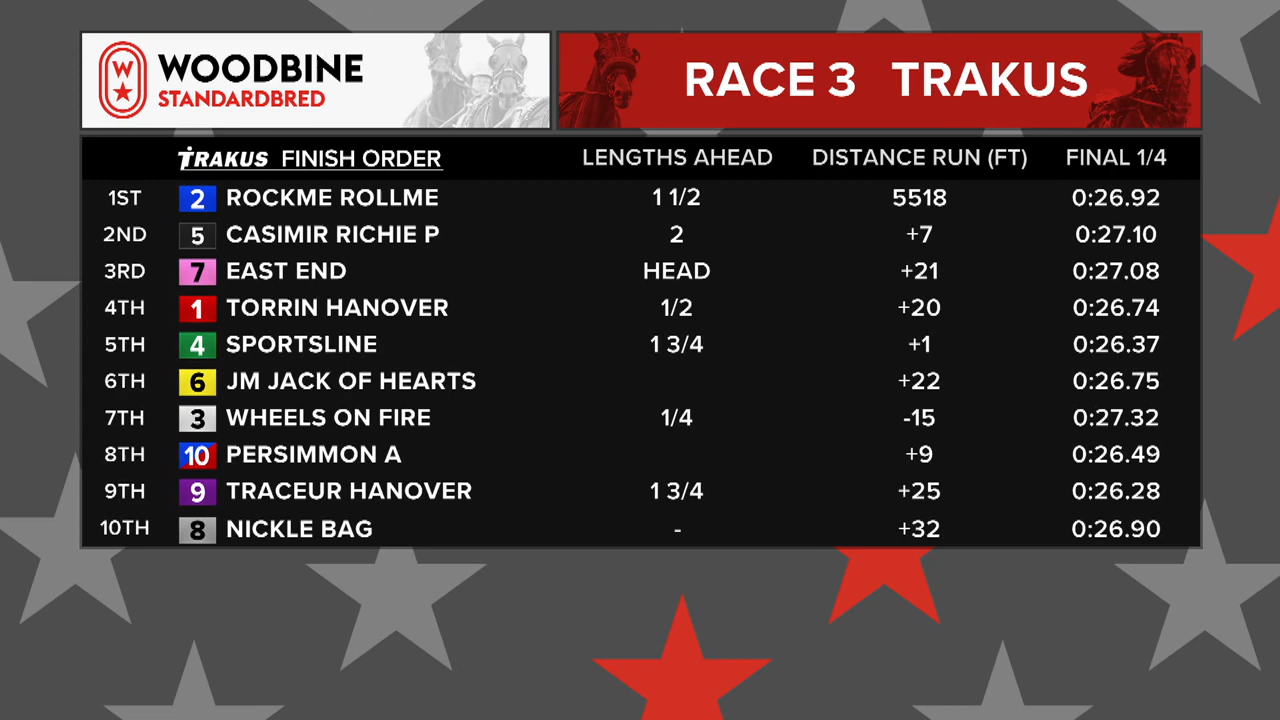 W
WOODBINE
STANDARDBRED
RACE 3 TRAKUS
TRAKUS FINISH ORDER LENGTHS AHEAD DISTANCE RUN (FT) FINAL 1/4
1ST 2 ROCKME ROLLME 1 1/2 5518 0:26.92
2ND 5 CASIMIR RICHIE P 2 +7 0:27.10
3RD 7 EAST END HEAD +21 0:27.08
4TH 1 TORRIN HANOVER 1/2 +20 0:26.74
5TH 4 SPORTSLINE 1 3/4 +1 0:26.37
6TH 6 JM JACK OF HEARTS +22 0:26.75
7TH 3 WHEELS ON FIRE 1/4 -15 0:27.32
8TH 10 PERSIMMON A +9 0:26.49
9TH 9 TRACEUR HANOVER 1 3/4 +25 0:26.28
10TH 8 NICKLE BAG - +32 0:26.90